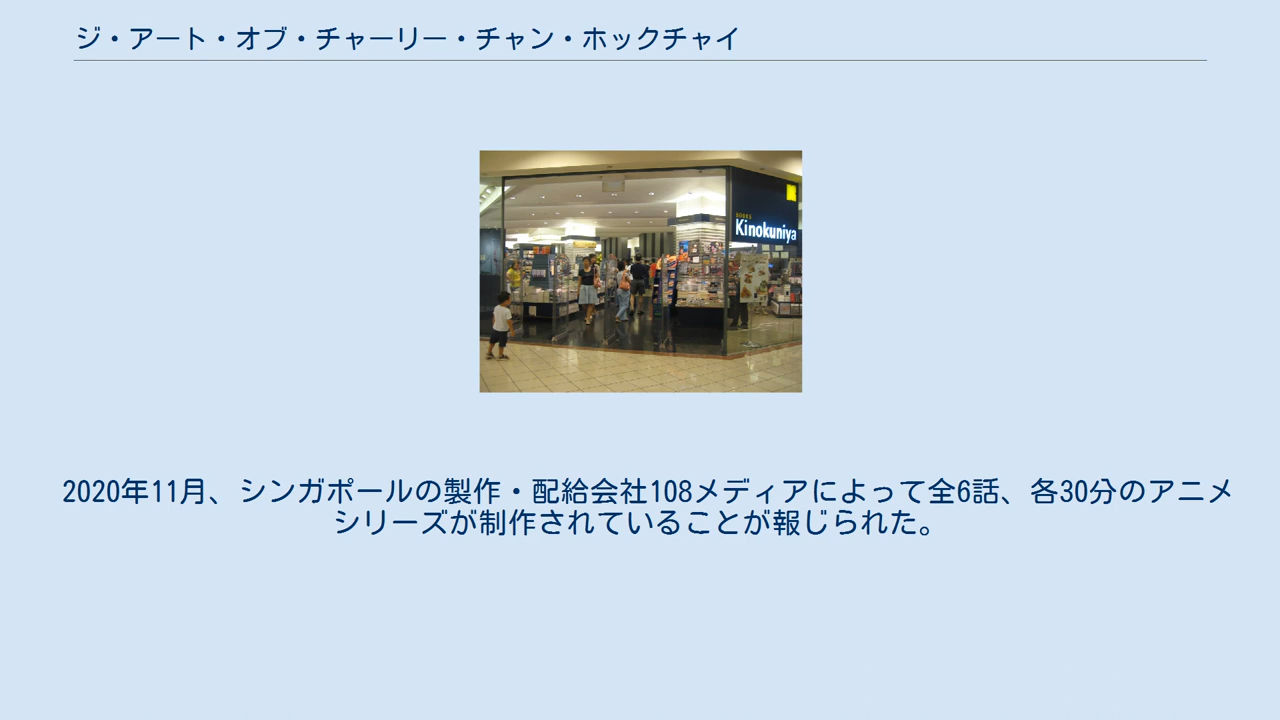 ジ・アート・オブ・チャーリー・チャン・ホックチャイ
Kinokuniya
2020年11月、シンガポールの製作・配給会社108メディアによって全6話、各30分のアニメ
シリーズが制作されていることが報じられた。